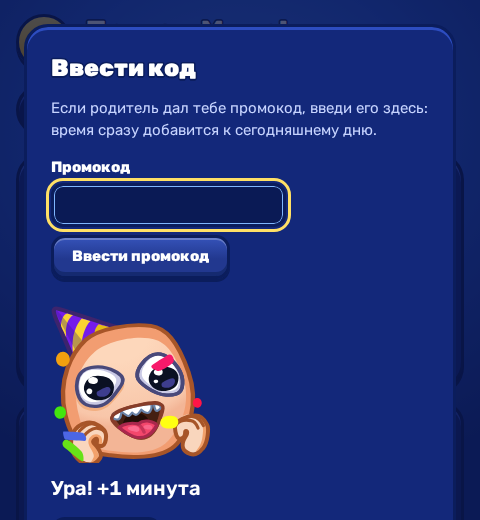 Ввести код
Если родитель дал тебе промокод, введи его здесь:
время сразу добавится к сегодняшнему дню.
Промокод
Ввести промокод
Ура! +1 минута